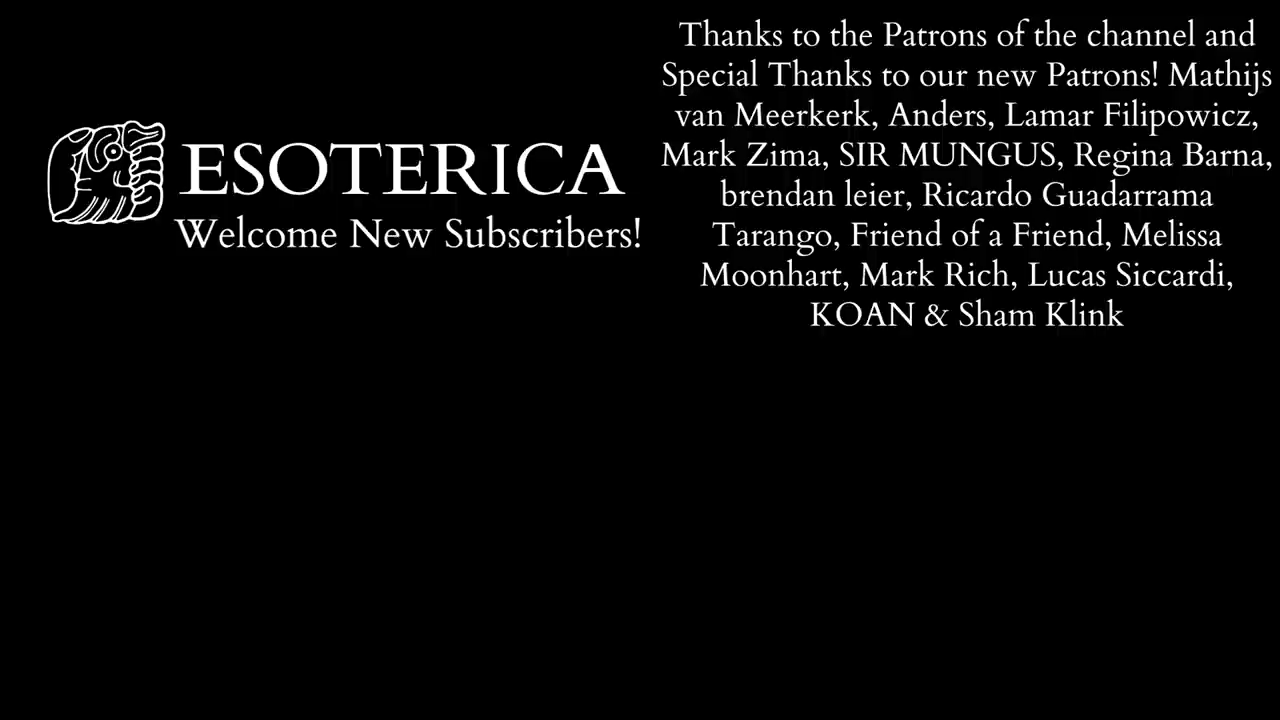 ESOTERICA
Welcome New Subscribers!
Thanks to the Patrons of the channel and
Special Thanks to our new Patrons! Mathijs
van Meerkerk, Anders, Lamar Filipowicz,
Mark Zima, SIR MUNGUS, Regina Barna,
brendan leier, Ricardo Guadarrama
Tarango, Friend of a Friend, Melissa
Moonhart, Mark Rich, Lucas Siccardi,
KOAN & Sham Klink